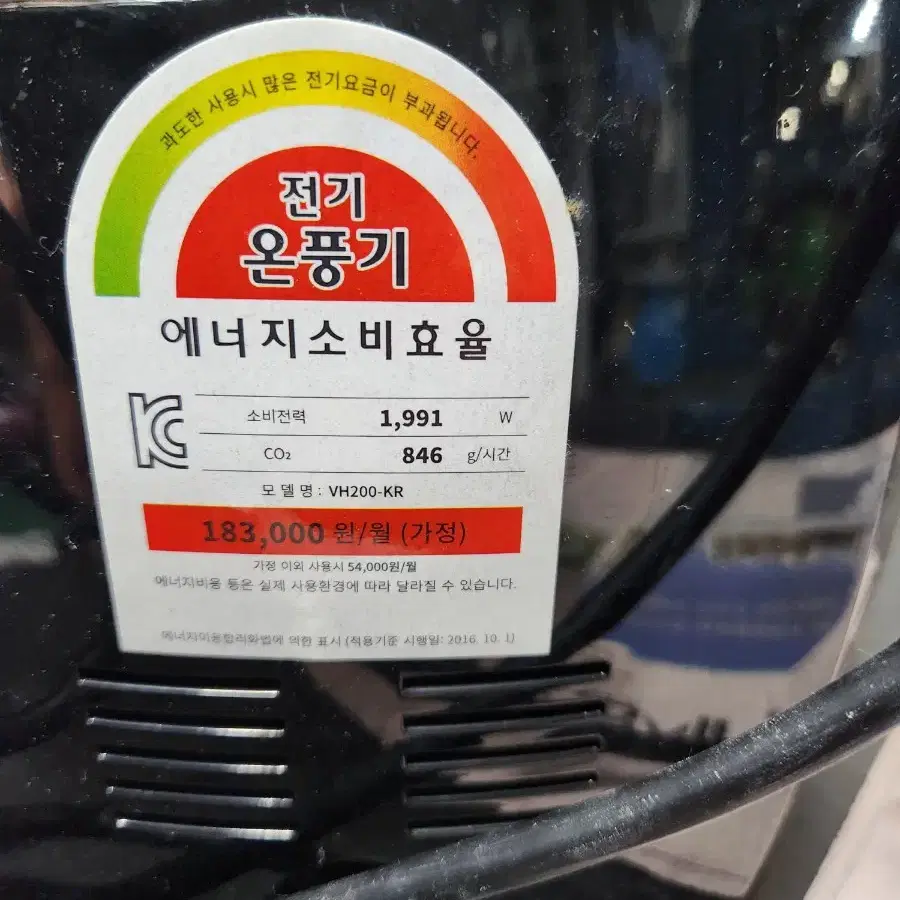 과도한 사용시 많은 전기요금이 부과됩니다.
전기
온풍기
에너지소비효율
소비전력 1,991 W
CO₂ 846 g/시간
모델명 : VH200-KR
183,000 원/월 (가정)
가정 이외 사용시 54,000원/월
에너지비용 등은 실제 사용환경에 따라 달라질 수 있습니다.
에너지이용합리화법에 의한 표시 (적용기준 시행일: 2016. 10. 1)